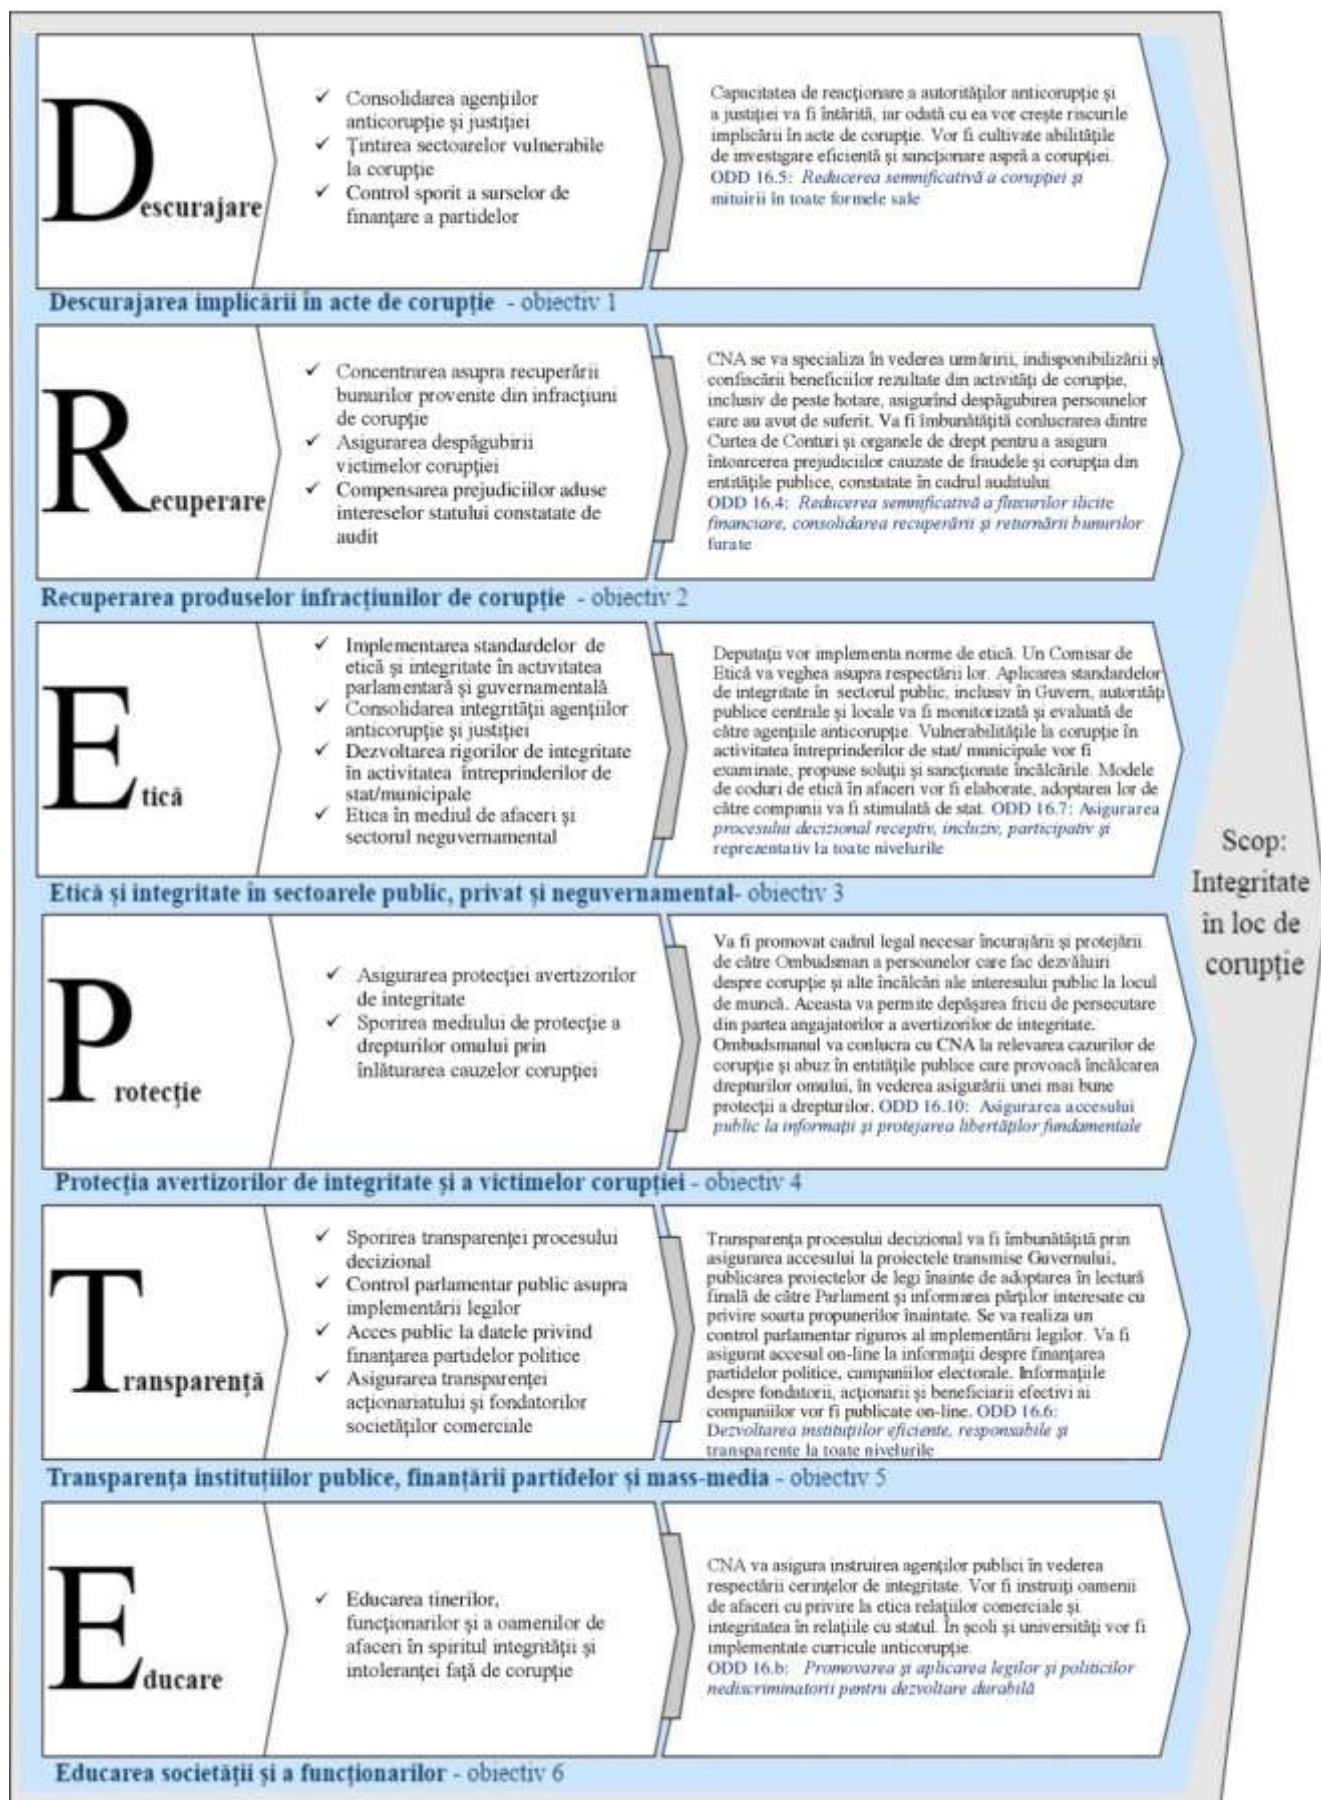 Descurajare
✓ Consolidarea agențiilor
anticorupție și justiției
✓ Țintirea sectoarelor vulnerabile
la corupție
✓ Control sporit a surselor de
finanțare a partidelor
Capacitatea de reacționare a autorităților anticorupție și
a justiției va fi întărită, iar odată cu ea vor crește riscurile
implicării în acte de corupție. Vor fi cultivate abilitățile
de investigare eficientă și sancționare aspră a corupției.
ODD 16.5: Reducerea semnificativă a corupției și
mituirii în toate formele sale
Descurajarea implicării în acte de corupție - obiectiv 1
Recuperare
✓ Concentrarea asupra recuperării
bunurilor provenite din infracțiuni
de corupție
✓ Asigurarea despăgubirii
victimelor corupției
✓ Compensarea prejudiciilor aduse
intereselor statului constatate de
audit
CNA se va specializa în vederea urmăririi, indisponibilizării și
confiscării beneficiilor rezultate din activități de corupție,
inclusiv de peste hotare, asigurînd despăgubirea persoanelor
care au avut de suferit. Va fi îmbunătățită conlucrarea dintre
Curtea de Conturi și organele de drept pentru a asigura
întoarcerea prejudiciilor cauzate de fraudele și corupția din
entitățile publice, constatate în cadrul auditului.
ODD 16.4: Reducerea semnificativă a fluxurilor ilicite
financiare, consolidarea recuperării și returnării bunurilor
furate
Recuperarea produselor infracțiunilor de corupție - obiectiv 2
Etică
✓ Implementarea standardelor de
etică și integritate în activitatea
parlamentară și guvernamentală
✓ Consolidarea integrității agențiilor
anticorupție și justiției
✓ Dezvoltarea rigorilor de integritate
în activitatea întreprinderilor de
stat/municipale
✓ Etica în mediul de afaceri și
sectorul neguvernamental
Deputații vor implementa norme de etică. Un Comisar de
Etică va veghea asupra respectării lor. Aplicarea standardelor
de integritate în sectorul public, inclusiv în Guvern, autorități
publice centrale și locale va fi monitorizată și evaluată de
către agențiile anticorupție. Vulnerabilitățile la corupție în
activitatea întreprinderilor de stat/ municipale vor fi
examinate, propuse soluții și sancționate încălcările. Modele
de coduri de etică în afaceri vor fi elaborate, adoptarea lor de
către companii va fi stimulată de stat. ODD 16.7: Asigurarea
procesului decizional receptiv, incluziv, participativ și
reprezentativ la toate nivelurile
Etică și integritate în sectoarele public, privat și neguvernamental- obiectiv 3
Protecție
✓ Asigurarea protecției avertizorilor
de integritate
✓ Sporirea mediului de protecție a
drepturilor omului prin
înlăturarea cauzelor corupției
Va fi promovat cadrul legal necesar încurajării și protejării
de către Ombudsman a persoanelor care fac dezvăluiri
despre corupție și alte încălcări ale interesului public la locul
de muncă. Aceasta va permite depășirea fricii de persecutare
din partea angajatorilor a avertizorilor de integritate.
Ombudsmanul va conlucra cu CNA la relevarea cazurilor de
corupție și abuz în entitățile publice care provoacă încălcarea
drepturilor omului, în vederea asigurării unei mai bune
protecții a drepturilor. ODD 16.10: Asigurarea accesului
public la informații și protejarea libertăților fundamentale
Protecția avertizorilor de integritate și a victimelor corupției - obiectiv 4
Transparență
✓ Sporirea transparenței procesului
decizional
✓ Control parlamentar public asupra
implementării legilor
✓ Acces public la datele privind
finanțarea partidelor politice
✓ Asigurarea transparenței
acționariatului și fondatorilor
societăților comerciale
Transparența procesului decizional va fi îmbunătățită prin
asigurarea accesului la proiectele transmise Guvernului,
publicarea proiectelor de legi înainte de adoptarea în lectură
finală de către Parlament și informarea părților interesate cu
privire soarta propunerilor înaintate. Se va realiza un
control parlamentar riguros al implementării legilor. Va fi
asigurat accesul on-line la informații despre finanțarea
partidelor politice, campaniilor electorale. Informațiile
despre fondatorii, acționarii și beneficiarii efectivi ai
companiilor vor fi publicate on-line. ODD 16.6:
Dezvoltarea instituțiilor eficiente, responsabile și
transparente la toate nivelurile
Transparența instituțiilor publice, finanțării partidelor și mass-media - obiectiv 5
Educare
✓ Educarea tinerilor,
funcționarilor și a oamenilor de
afaceri în spiritul integrității și
intoleranței față de corupție
CNA va asigura instruirea agenților publici în vederea
respectării cerințelor de integritate. Vor fi instruiți oamenii
de afaceri cu privire la etica relațiilor comerciale și
integritatea în relațiile cu statul. În școli și universități vor fi
implementate curricule anticorupție.
ODD 16.b: Promovarea și aplicarea legilor și politicilor
nediscriminatorii pentru dezvoltare durabilă
Educarea societății și a funcționarilor - obiectiv 6
Scop:
Integritate
în loc de
corupție